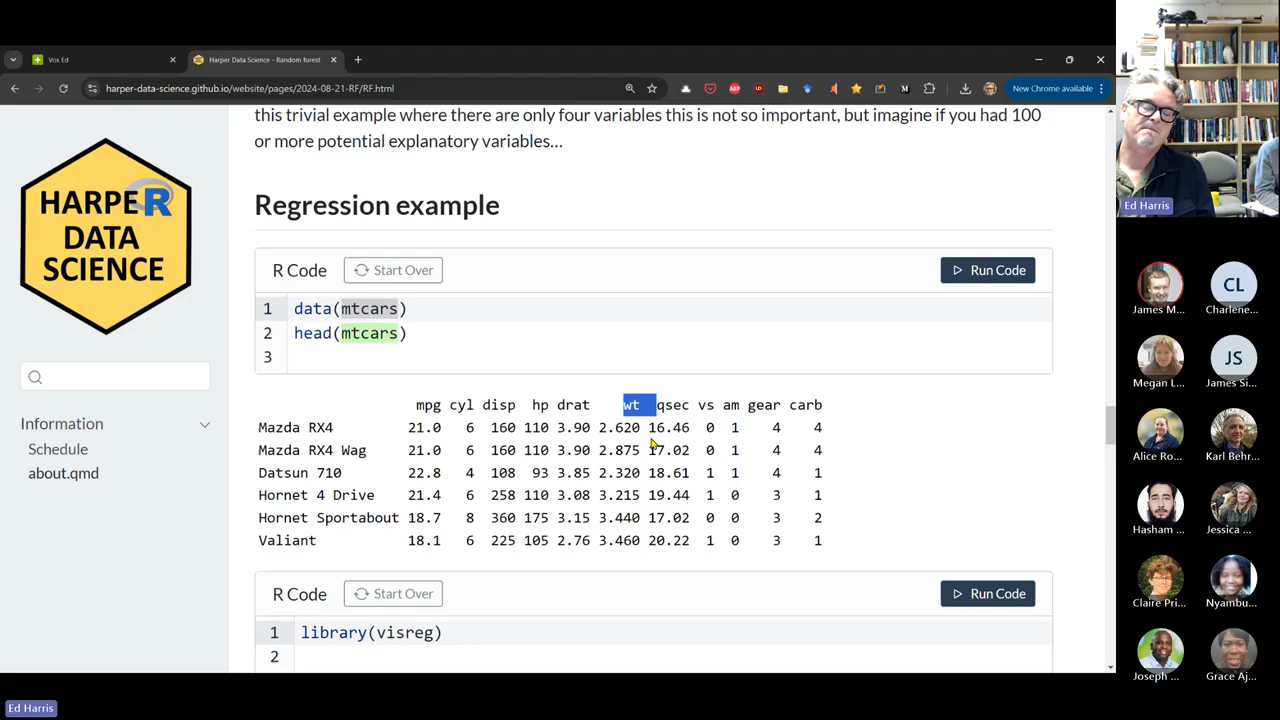 Vox Ed
Harper Data Science - Random forest
harper-data-science.github.io/website/pages/2024-08-21-RF/RF.html
New Chrome available
this trivial example where there are only four variables this is not so important, but imagine if you had 100
or more potential explanatory variables…
HARPER
DATA
SCIENCE
Information
Schedule
about.qmd
Regression example
R Code
Start Over
Run Code
1 data(mtcars)
2 head(mtcars)
3
mpg cyl disp hp drat wt qsec vs am gear carb
Mazda RX4 21.0 6 160 110 3.90 2.620 16.46 0 1 4 4
Mazda RX4 Wag 21.0 6 160 110 3.90 2.875 17.02 0 1 4 4
Datsun 710 22.8 4 108 93 3.85 2.320 18.61 1 1 4 1
Hornet 4 Drive 21.4 6 258 110 3.08 3.215 19.44 1 0 3 1
Hornet Sportabout 18.7 8 360 175 3.15 3.440 17.02 0 0 3 2
Valiant 18.1 6 225 105 2.76 3.460 20.22 1 0 3 1
R Code
Start Over
Run Code
1 library(visreg)
2
Ed Harris
James M...
CL
Charlene...
Megan L...
JS
James Si...
Alice Ro...
Karl Behr...
Hasham ...
Jessica ...
Claire Pri...
Nyambu...
Joseph ...
Grace Aj...
Ed Harris